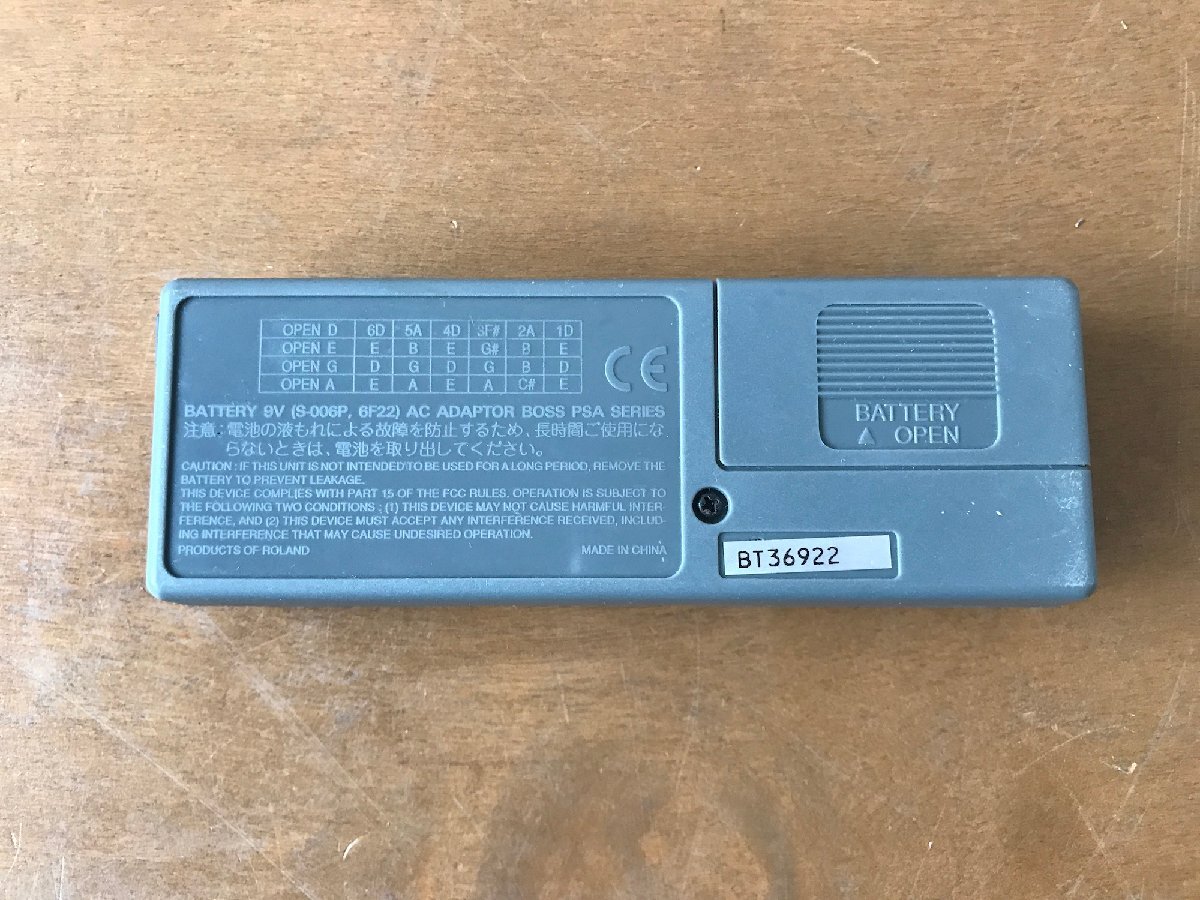 OPEN D 6D 5A 4D 3F# 2A 1D
OPEN E E B E G# B E
OPEN G D G D G B D
OPEN A E A E A C# E
CE
BATTERY 9V (S-006P, 6F22) AC ADAPTOR BOSS PSA SERIES
注意:電池の液もれによる故障を防止するため、長時間ご使用にな
らないときは、電池を取り出してください。
CAUTION : IF THIS UNIT IS NOT INTENDED TO BE USED FOR A LONG PERIOD, REMOVE THE
BATTERY TO PREVENT LEAKAGE.
THIS DEVICE COMPLIES WITH PART 15 OF THE FCC RULES. OPERATION IS SUBJECT TO
THE FOLLOWING TWO CONDITIONS : (1) THIS DEVICE MAY NOT CAUSE HARMFUL INTER-
FERENCE, AND (2) THIS DEVICE MUST ACCEPT ANY INTERFERENCE RECEIVED, INCLUD-
ING INTERFERENCE THAT MAY CAUSE UNDESIRED OPERATION.
PRODUCTS OF ROLAND MADE IN CHINA
BATTERY
△ OPEN
BT36922